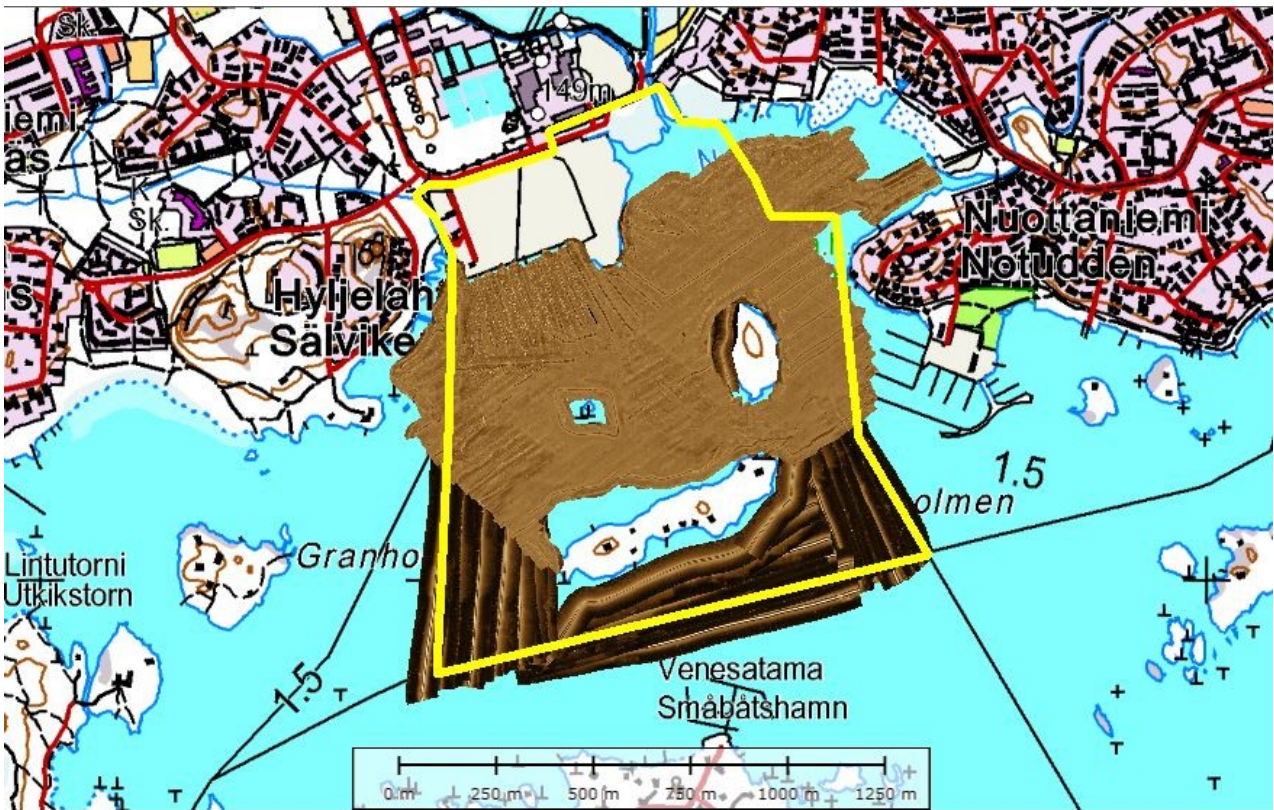 Sk.
149m
iemi
äs
Sk.
s
Hyljelah
Sälvike
Nuottaniemi
Notudden
1.5
olmen
Granho
Lintutorni
Utkikstorn
1.5
Venesatama
Småbåtshamn
0 m 250 m 500 m 750 m 1000 m 1250 m